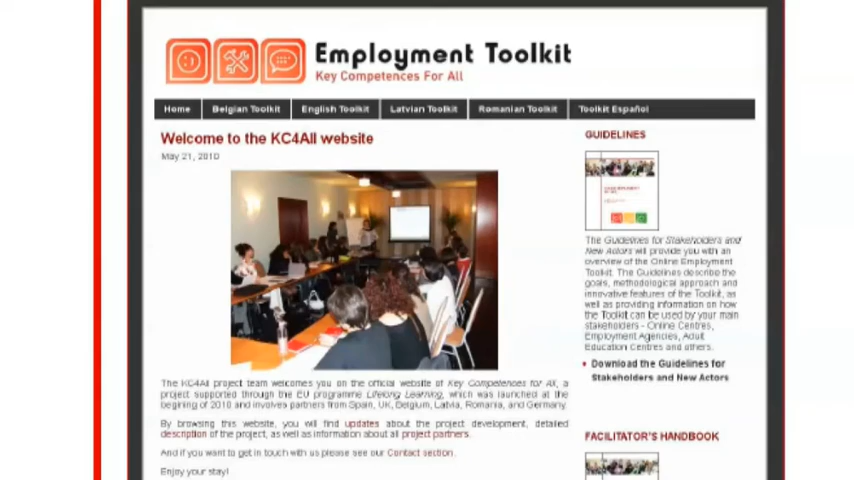 Employment Toolkit
Key Competences For All
Home Belgian Toolkit English Toolkit Latvian Toolkit Romanian Toolkit Toolkit Español
Welcome to the KC4All website
May 21, 2010
The KC4All project team welcomes you on the official website of Key Competences for All, a
project supported through the EU programme Lifelong Learning, which was launched at the
begining of 2010 and involves partners from Spain, UK, Belgium, Latvia, Romania, and Germany.
By browsing this website, you will find updates about the project development, detailed
description of the project, as well as information about all project partners.
And if you want to get in touch with us please see our Contact section.
Enjoy your stay!
GUIDELINES
The Guidelines for Stakeholders and
New Actors will provide you with an
overview of the Online Employment
Toolkit. The Guidelines describe the
goals, methodological approach and
innovative features of the Toolkit, as
well as providing information on how
the Toolkit can be used by your main
stakeholders - Online Centres,
Employment Agencies, Adult
Education Centres and others.
Download the Guidelines for
Stakeholders and New Actors
FACILITATOR'S HANDBOOK